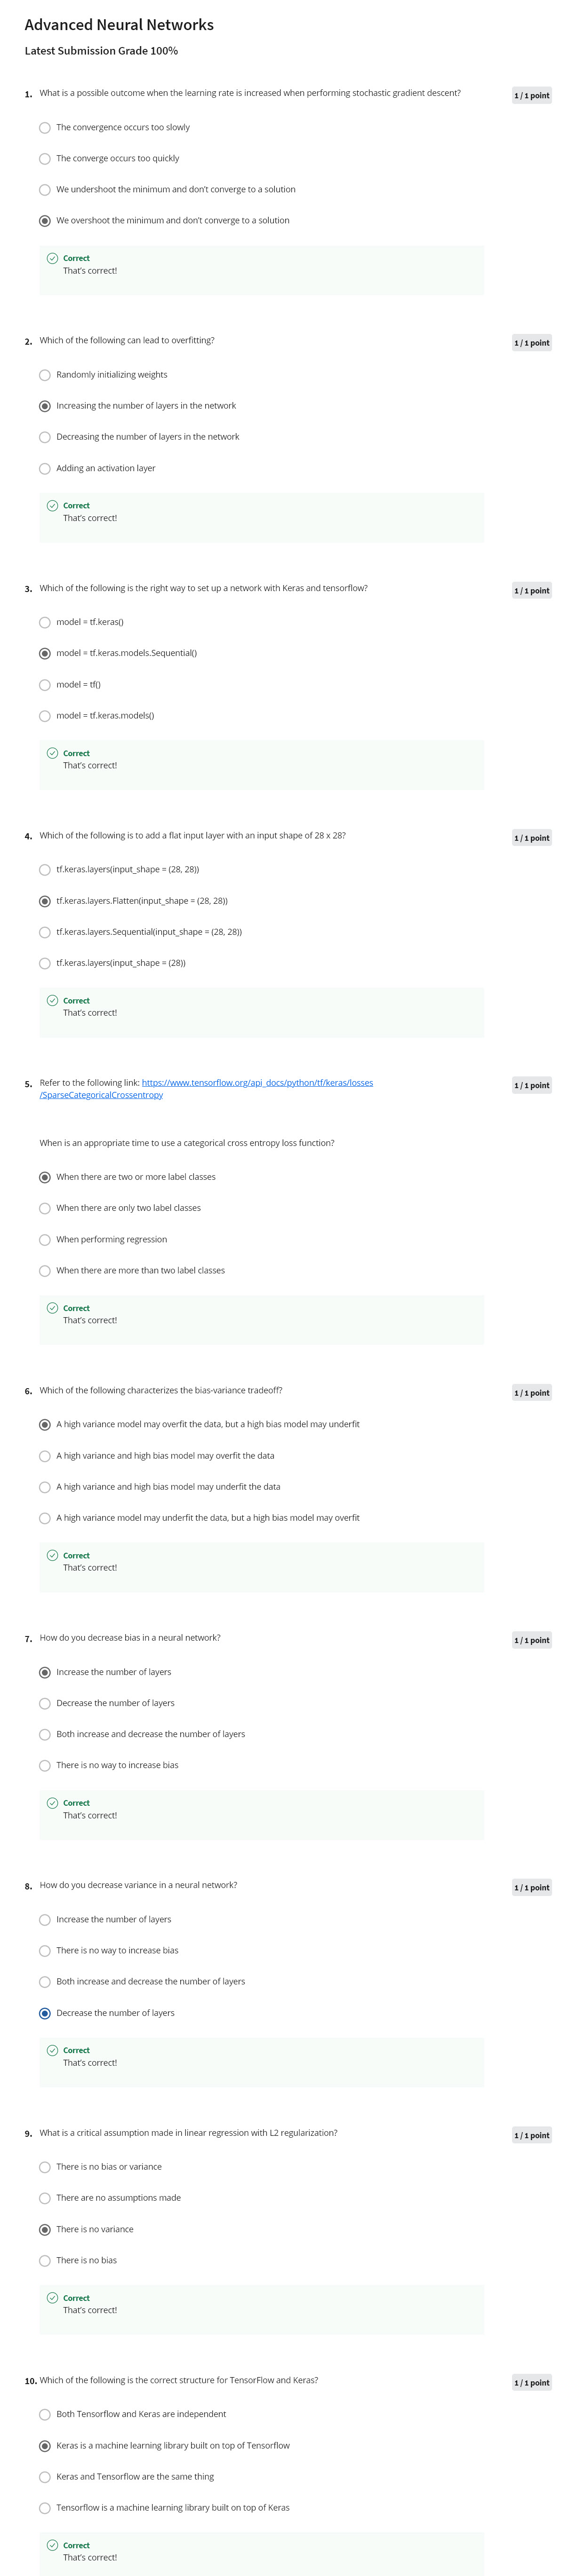 Advanced Neural Networks
Latest Submission Grade 100%
1. What is a possible outcome when the learning rate is increased when performing stochastic gradient descent? 1 / 1 point
The convergence occurs too slowly
The converge occurs too quickly
We undershoot the minimum and don't converge to a solution
We overshoot the minimum and don't converge to a solution
Correct
That's correct!
2. Which of the following can lead to overfitting? 1 / 1 point
Randomly initializing weights
Increasing the number of layers in the network
Decreasing the number of layers in the network
Adding an activation layer
Correct
That's correct!
3. Which of the following is the right way to set up a network with Keras and tensorflow? 1 / 1 point
model = tf.keras()
model = tf.keras.models.Sequential()
model = tf()
model = tf.keras.models()
Correct
That's correct!
4. Which of the following is to add a flat input layer with an input shape of 28 x 28? 1 / 1 point
tf.keras.layers(input_shape = (28, 28))
tf.keras.layers.Flatten(input_shape = (28, 28))
tf.keras.layers.Sequential(input_shape = (28, 28))
tf.keras.layers(input_shape = (28))
Correct
That's correct!
5. Refer to the following link: https://www.tensorflow.org/api_docs/python/tf/keras/losses 1 / 1 point
/SparseCategoricalCrossentropy
When is an appropriate time to use a categorical cross entropy loss function?
When there are two or more label classes
When there are only two label classes
When performing regression
When there are more than two label classes
Correct
That's correct!
6. Which of the following characterizes the bias-variance tradeoff? 1 / 1 point
A high variance model may overfit the data, but a high bias model may underfit
A high variance and high bias model may overfit the data
A high variance and high bias model may underfit the data
A high variance model may underfit the data, but a high bias model may overfit
Correct
That's correct!
7. How do you decrease bias in a neural network? 1 / 1 point
Increase the number of layers
Decrease the number of layers
Both increase and decrease the number of layers
There is no way to increase bias
Correct
That's correct!
8. How do you decrease variance in a neural network? 1 / 1 point
Increase the number of layers
There is no way to increase bias
Both increase and decrease the number of layers
Decrease the number of layers
Correct
That's correct!
9. What is a critical assumption made in linear regression with L2 regularization? 1 / 1 point
There is no bias or variance
There are no assumptions made
There is no variance
There is no bias
Correct
That's correct!
10. Which of the following is the correct structure for TensorFlow and Keras? 1 / 1 point
Both Tensorflow and Keras are independent
Keras is a machine learning library built on top of Tensorflow
Keras and Tensorflow are the same thing
Tensorflow is a machine learning library built on top of Keras
Correct
That's correct!